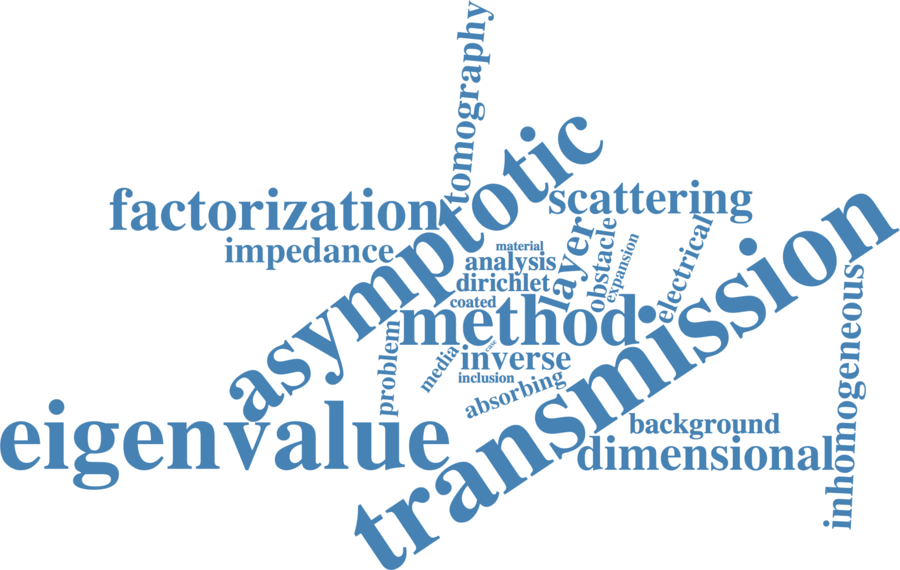 tomography
asymptotic
factorization
scattering
impedance
transmission
layer
obstacle
electrical
expansion
material
analysis
dirichlet
coated
method
inhomogeneous
problem
media
case
inverse
inclusion
absorbing
eigenvalue
background
dimensional